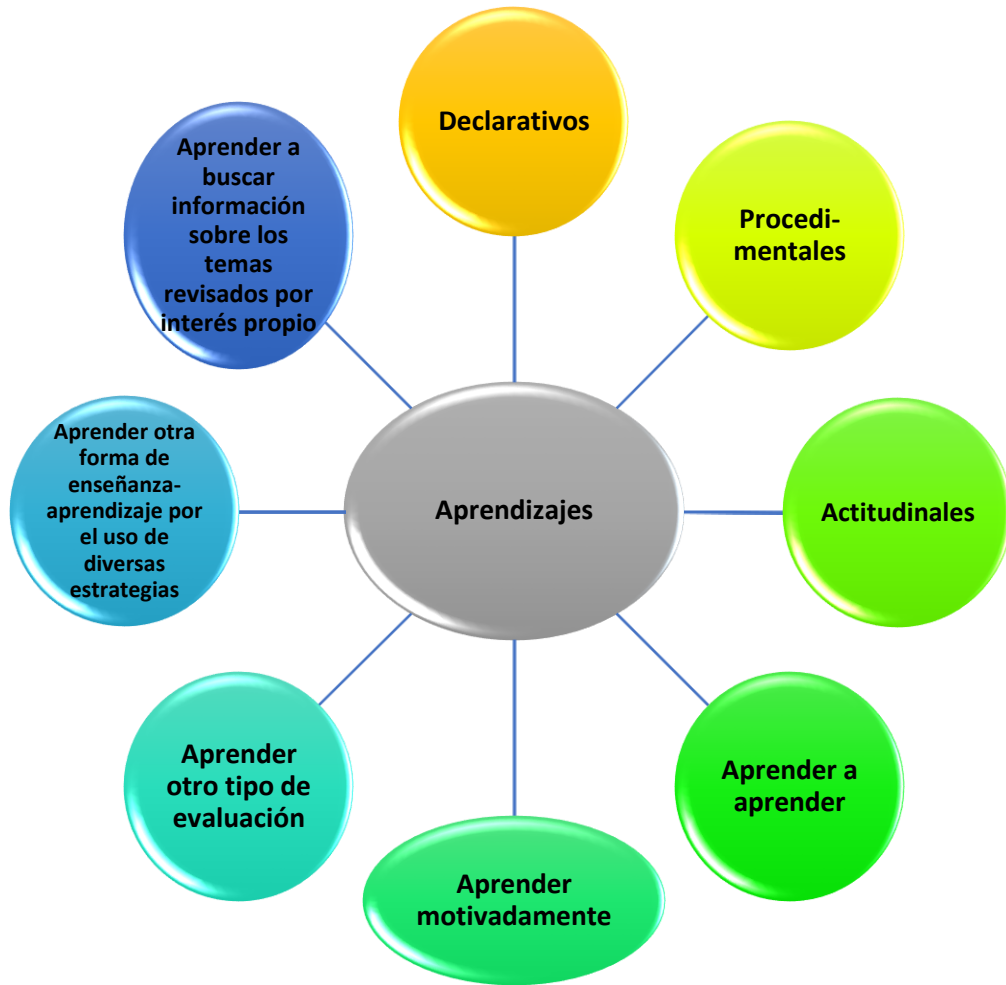 Declarativos
Procedi-
mentales
Actitudinales
Aprender a
aprender
Aprender
motivadamente
Aprender
otro tipo de
evaluación
Aprender otra
forma de
enseñanza-
aprendizaje por
el uso de
diversas
estrategias
Aprender a
buscar
información
sobre los
temas
revisados por
interés propio
Aprendizajes